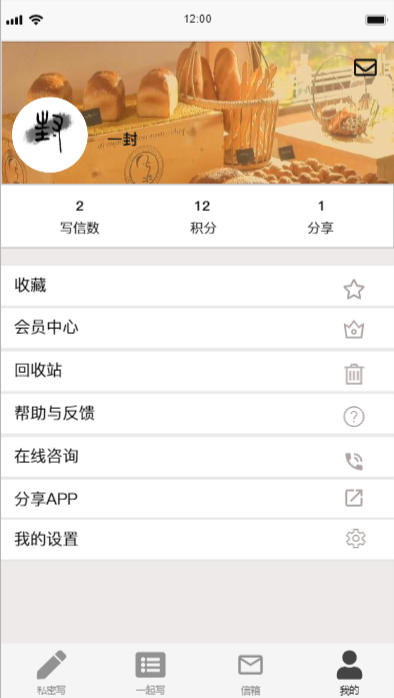 12:00
封
一封
2 12 1
写信数 积分 分享
收藏
会员中心
回收站
帮助与反馈
在线咨询
分享APP
我的设置
私密写 一起写 信箱 我的